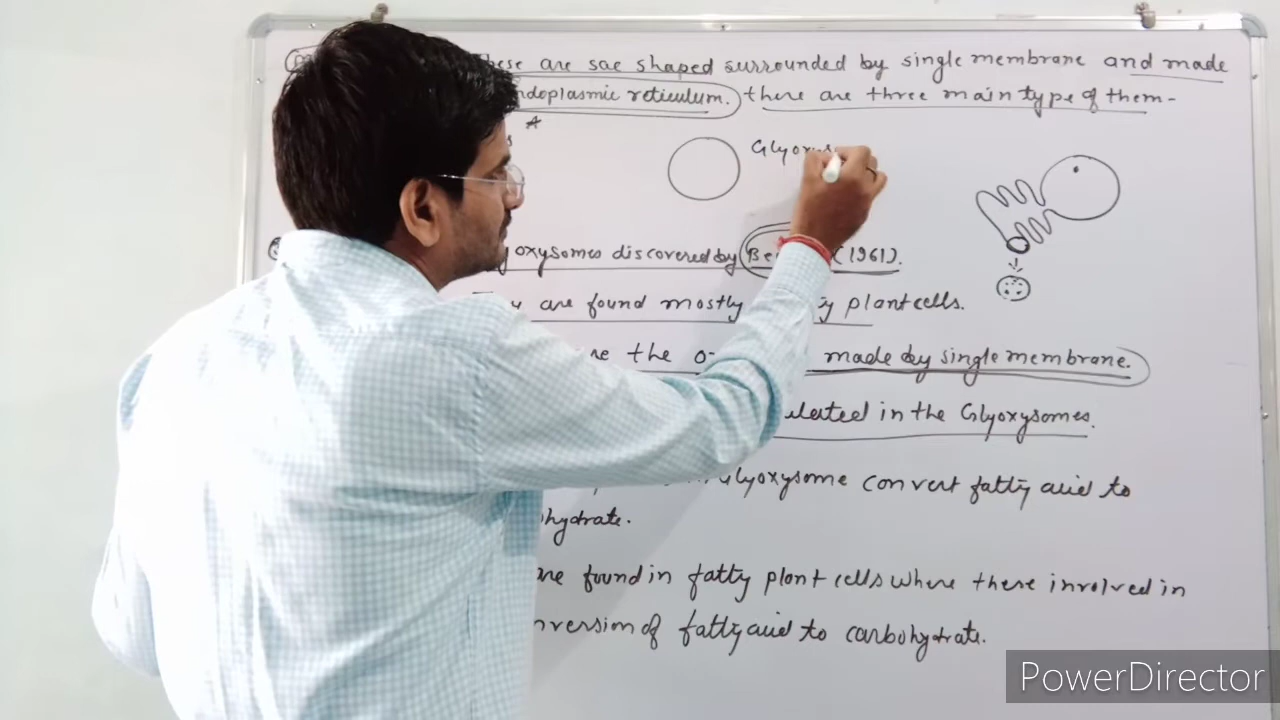 these are sac shaped surrounded by single membrane and made
endoplasmic reticulum. there are three main type of them-
Glyoxys
oxysomes discovered by (1961).
are found mostly plant cells.
the made by single membrane.
in the Glyoxysomes.
Glyoxysome convert fatty acid to
are found in fatty plant cells where these involved in
of fatty acid to carbohydrate.
PowerDirector